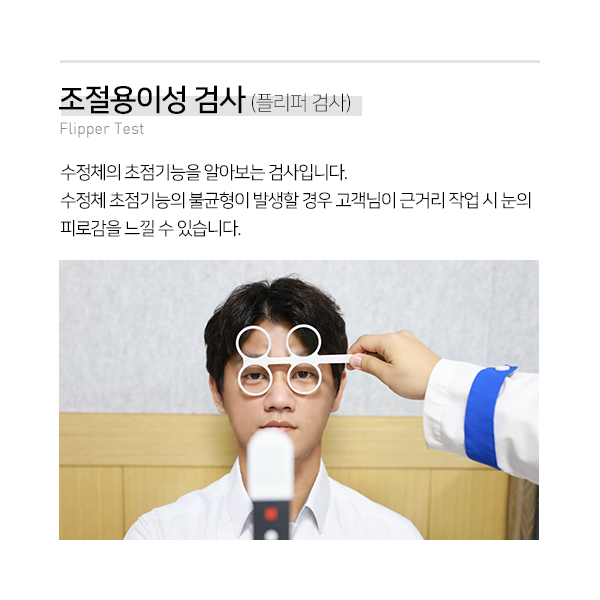 조절용이성 검사 (플리퍼 검사)
Flipper Test
수정체의 초점기능을 알아보는 검사입니다.
수정체 초점기능의 불균형이 발생할 경우 고객님이 근거리 작업 시 눈의
피로감을 느낄 수 있습니다.